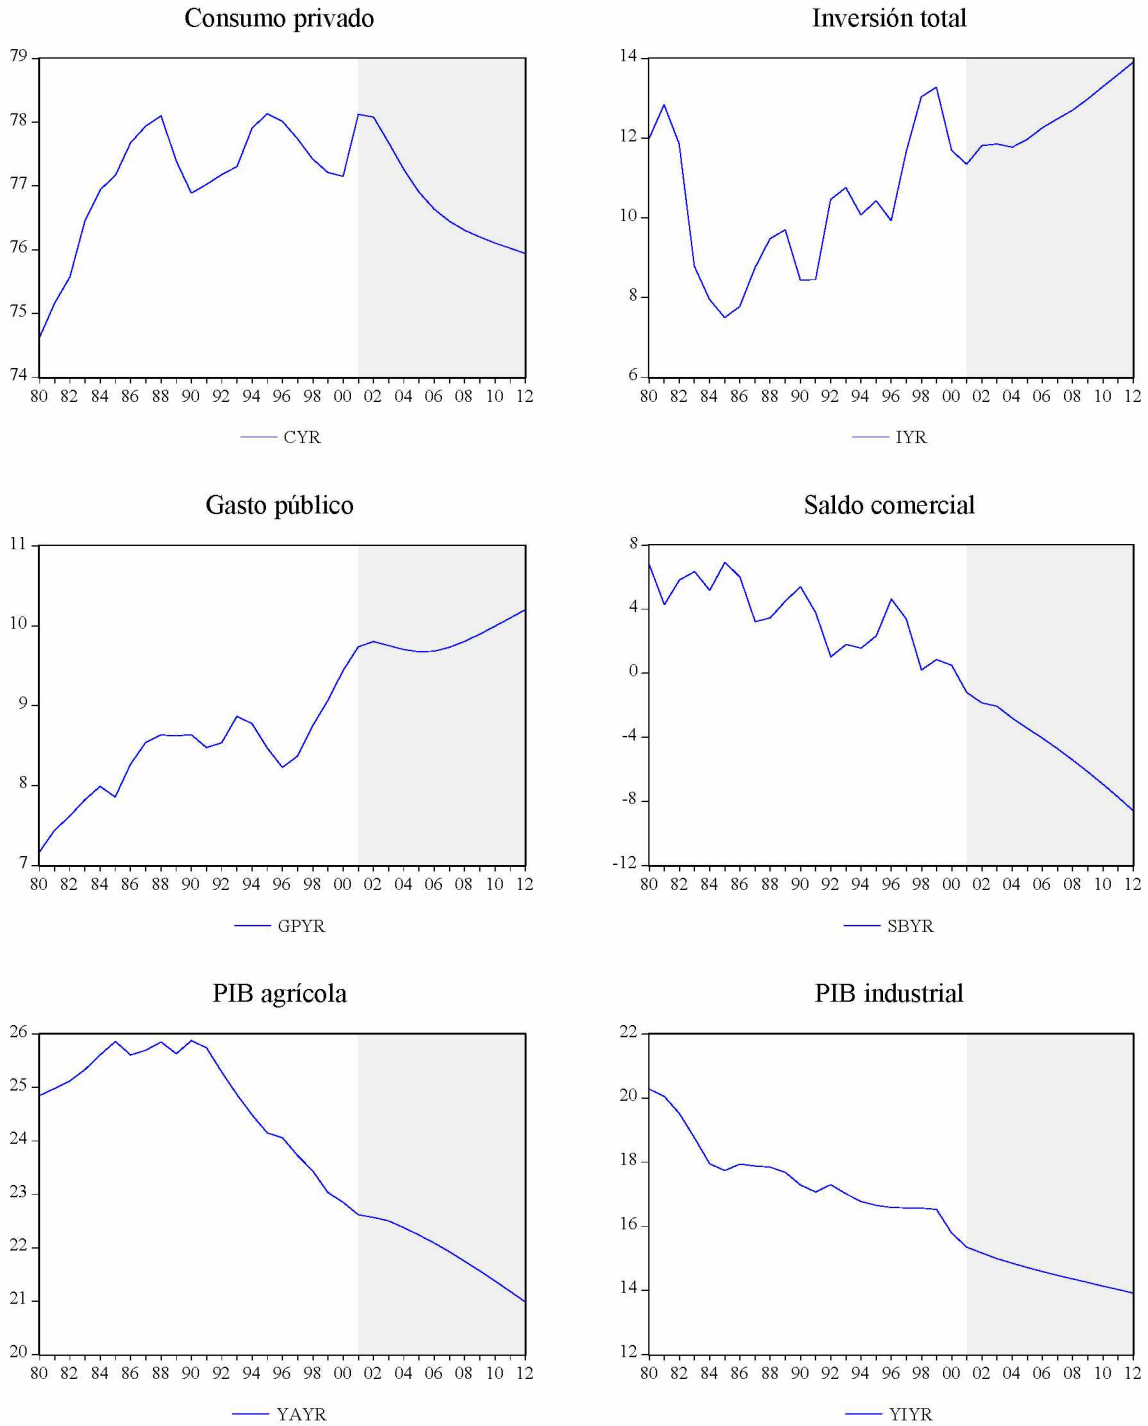 Consumo privado
79
78
77
76
75
74
80 82 84 86 88 90 92 94 96 98 00 02 04 06 08 10 12
CYR
Inversión total
14
12
10
8
6
80 82 84 86 88 90 92 94 96 98 00 02 04 06 08 10 12
IYR
Gasto público
11
10
9
8
7
80 82 84 86 88 90 92 94 96 98 00 02 04 06 08 10 12
GPYR
Saldo comercial
8
4
0
-4
-8
-12
80 82 84 86 88 90 92 94 96 98 00 02 04 06 08 10 12
SBYR
PIB agrícola
26
25
24
23
22
21
20
80 82 84 86 88 90 92 94 96 98 00 02 04 06 08 10 12
YAYR
PIB industrial
22
20
18
16
14
12
80 82 84 86 88 90 92 94 96 98 00 02 04 06 08 10 12
YIYR